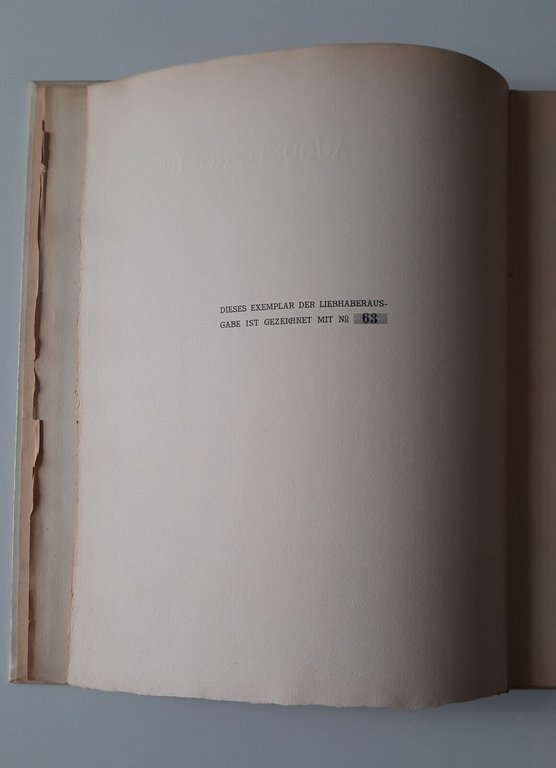 DIESES EXEMPLAR DER LIEBHABERAUS-
GABE IST GEZEICHNET MIT № 63